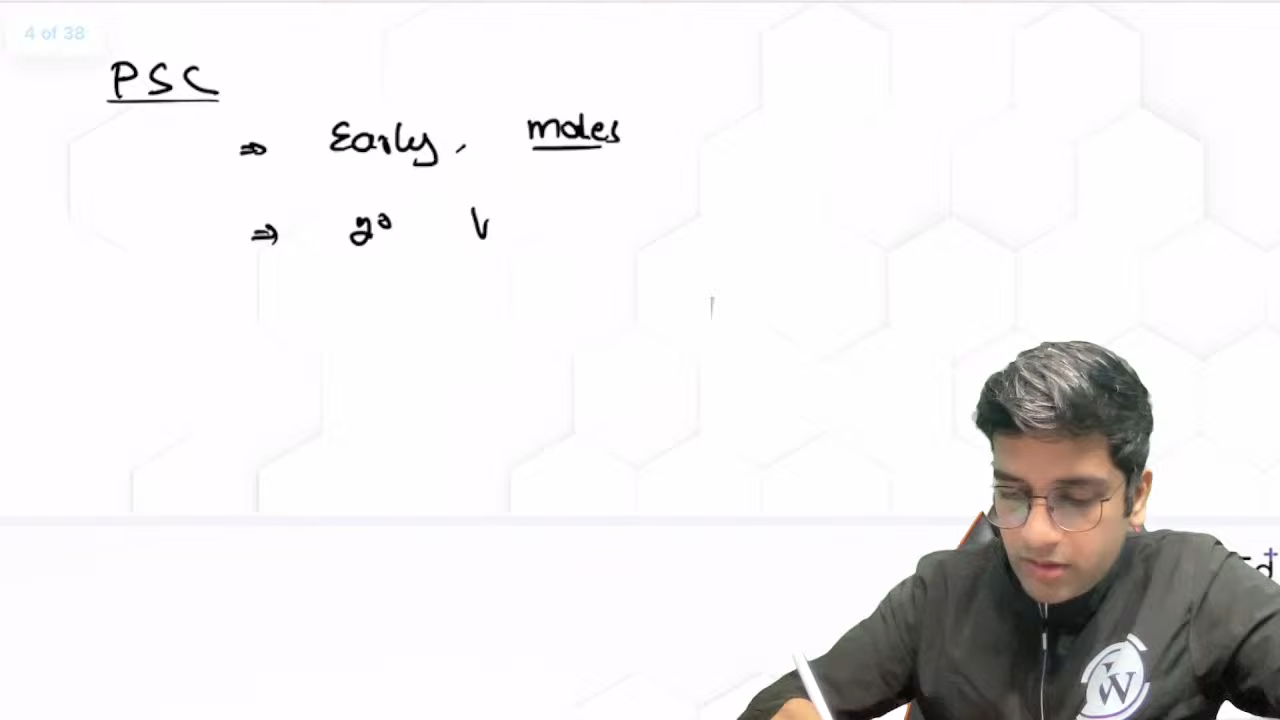 4 of 38
PSC
⇒ Early, males
⇒ 2°
W